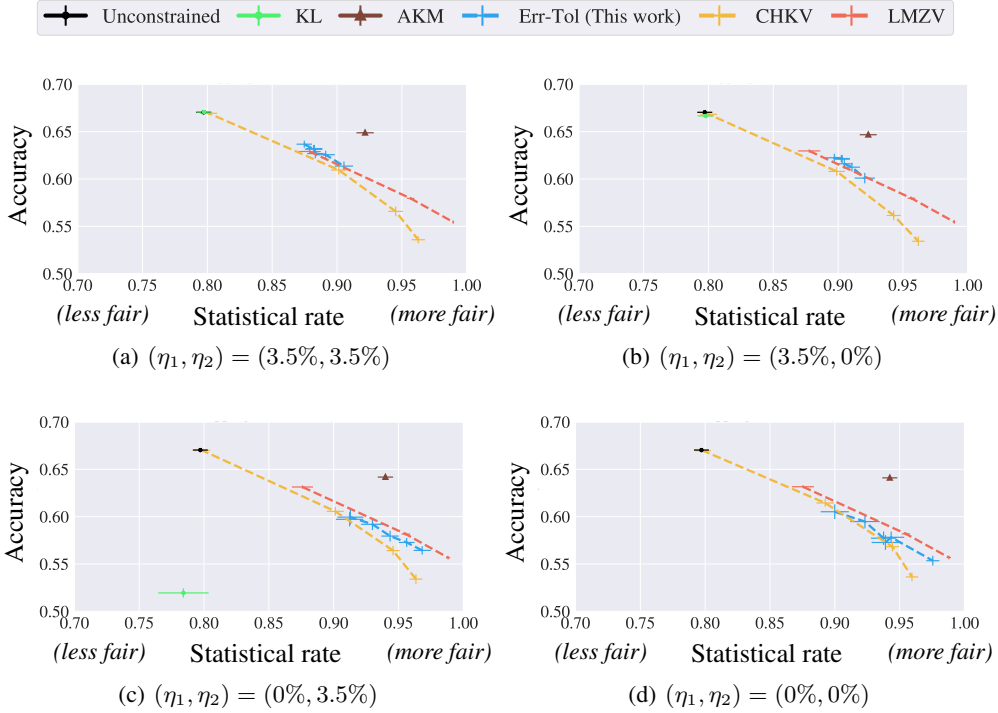 Unconstrained KL AKM Err-Tol (This work) CHKV LMZV
0.70 0.70
0.65 0.65
0.60 0.60
0.55 0.55
0.50 0.50
Accuracy Accuracy
0.70 0.75 0.80 0.85 0.90 0.95 1.00 0.70 0.75 0.80 0.85 0.90 0.95 1.00
(less fair) Statistical rate (more fair) (less fair) Statistical rate (more fair)
(a) (η₁, η₂) = (3.5%, 3.5%) (b) (η₁, η₂) = (3.5%, 0%)
0.70 0.70
0.65 0.65
0.60 0.60
0.55 0.55
0.50 0.50
Accuracy Accuracy
0.70 0.75 0.80 0.85 0.90 0.95 1.00 0.70 0.75 0.80 0.85 0.90 0.95 1.00
(less fair) Statistical rate (more fair) (less fair) Statistical rate (more fair)
(c) (η₁, η₂) = (0%, 3.5%) (d) (η₁, η₂) = (0%, 0%)